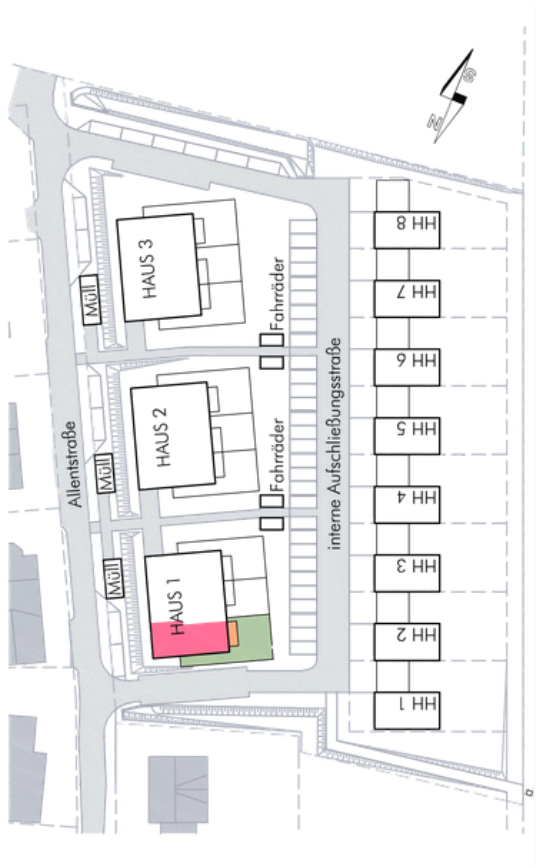 S
N
HH 8
HAUS 3
Müll
Fahrräder
HH 7
HH 6
interne Aufschließungsstraße
HAUS 2
Allentstraße
Müll
Fahrräder
HH 5
HH 4
Müll
HAUS 1
HH 3
HH 2
HH 1